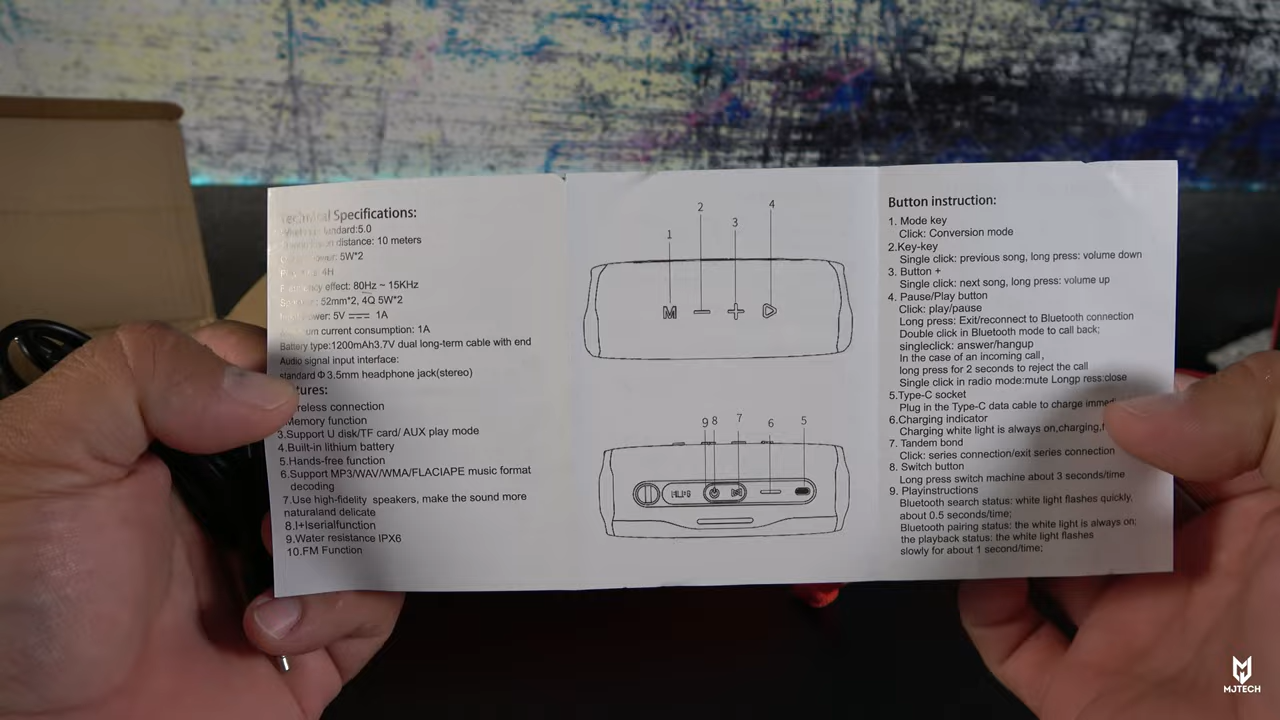 Technical Specifications:
5.0
distance: 10 meters
5W*2
4H
effect: 80Hz ~ 15KHz
52mm*2, 4Ω 5W*2
5V 1A
current consumption: 1A
Battery type:1200mAh3.7V dual long-term cable with end
Audio signal input interface:
standard Φ3.5mm headphone jack(stereo)
Memory function
3.Support U disk/TF card/ AUX play mode
4.Built-in lithium battery
5.Hands-free function
6.Support MP3/WAV/WMA/FLACIAPE music format
decoding
7.Use high-fidelity speakers, make the sound more
naturaland delicate
8.I+Iserialfunction
9.Water resistance IPX6
10.FM Function
1
2
3
4
M
9 8
7
6
5
Button instruction:
1. Mode key
Click: Conversion mode
2.Key-key
Single click: previous song, long press: volume down
3. Button +
Single click: next song, long press: volume up
4. Pause/Play button
Click: play/pause
Long press: Exit/reconnect to Bluetooth connection
Double click in Bluetooth mode to call back;
singleclick: answer/hangup
In the case of an incoming call,
long press for 2 seconds to reject the call
Single click in radio mode:mute Longp ress:close
5.Type-C socket
Plug in the Type-C data cable to charge
6.Charging indicator
Charging white light is always on,charging,
7. Tandem bond
Click: series connection/exit series connection
8. Switch button
Long press switch machine about 3 seconds/time
9. Playinstructions
Bluetooth search status: white light flashes quickly,
about 0.5 seconds/time;
Bluetooth pairing status: the white light is always on;
the playback status: the white light flashes
slowly for about 1 second/time;
MJTECH